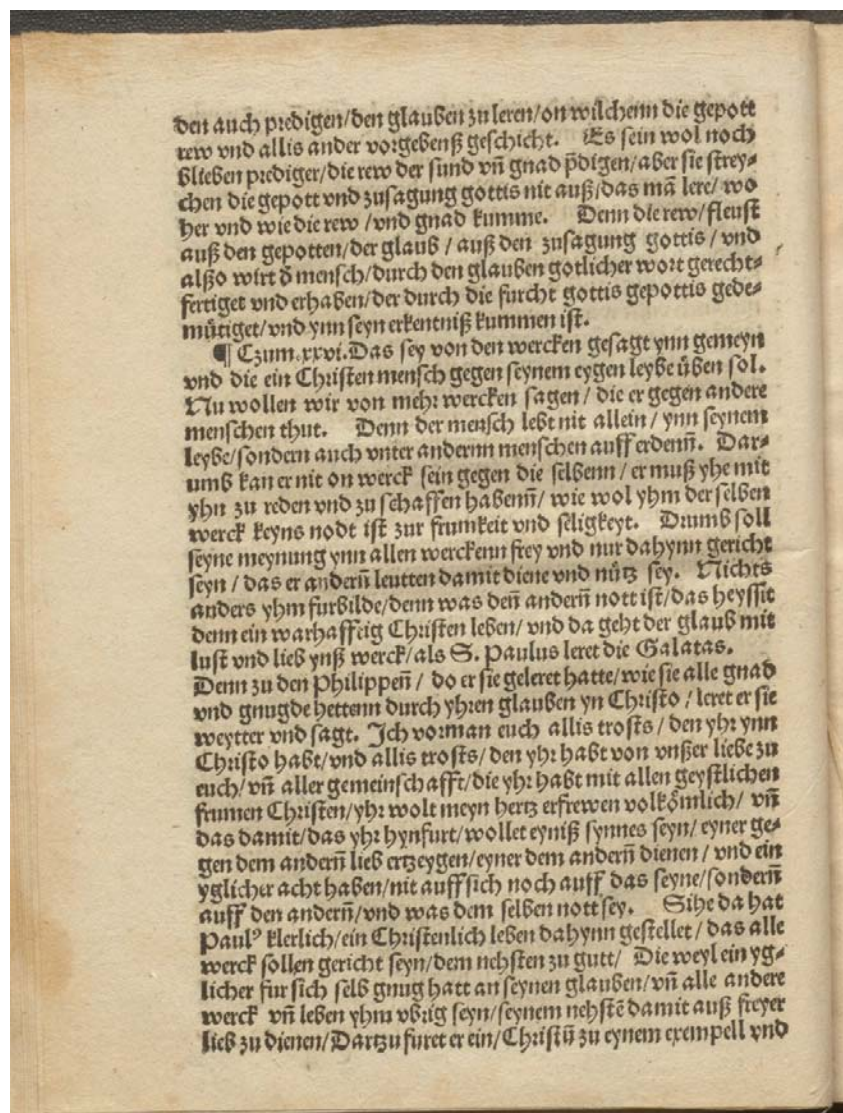 den auch predigen/den glauben zu leren/on wilchenn die gepott
rew vnd allis ander vorgebenß geschicht. Es sein wol noch
blieben prediger/die rew der sund vñ gnad p̄digen/aber sie strey⸗
chen die gepott vnd zusagung gottis nit auß/das mā lere/wo
her vnd wie die rew /vnd gnad kumme. Denn die rew/fleust
auß den gepotten/der glaub / auß den zusagung gottis / vnd
alßo wirt d̄ mensch/durch den glauben gotlicher wort gerecht⸗
fertiget vnd erhaben/der durch die furcht gottis gepottis gede⸗
mütiget/vnd ynn seyn erkentniß kummen ist.
¶ Czum.xxvi.Das sey von den wercken gesagt ynn gemeyn
vnd die ein Christen mensch gegen seynem eygen leybe üben sol.
Nu wollen wir von mehr wercken sagen / die er gegen andere
menschen thut. Denn der mensch lebt nit allein / ynn seynem
leybe/sondern auch vnter andernn menschen auff erdenn̄. Dar⸗
umb kan er nit on werck sein gegen die selbenn / er muß yhe mit
yhn zu reden vnd zu schaffen habenn̄/ wie wol yhm der selben
werck keyns nodt ist zur frumkeit vnd seligkeyt. Drumb soll
seyne meynung ynn allen werckenn frey vnd nur dahynn gericht
seyn / das er andern̄ leutten damit diene vnd nütz sey. Nichts
anders yhm furbilde/denn was den̄ andern̄ nott ist/das heyssit
denn ein warhafftig Christen leben/ vnd da geht der glaub mit
lust vnd lieb ynß werck/als S. Paulus leret die Galatas.
Denn zu den Philippen̄ / do er sie geleret hatte/wie sie alle gnad
vnd gnugde hettenn durch yhren glauben yn Christo / leret er sie
weytter vnd sagt. Ich vorman euch allis trosts / den yhr ynn
Christo habt/vnd allis trosts/ den yhr habt von vnßer liebe zu
euch/vñ aller gemeinschafft/die yhr habt mit allen geystlichen
frumen Christen/yhr wolt meyn hertz erfrewen volkōmlich/ vñ
das damit/das yhr hynfurt/wollet eyniß synnes seyn/ eyner ge⸗
gen dem andern̄ lieb ertzeygen/eyner dem andern̄ dienen / vnd ein
yglicher acht haben/nit auff sich noch auff das seyne/sondern̄
auff den andern̄/vnd was dem selben nott sey. Sihe da hat
Paulꝰ klerlich/ein Christenlich leben dahynn gestellet / das alle
werck sollen gericht seyn/dem nehsten zu gutt/ Die weyl ein yg⸗
licher fur sich selb gnug hatt an seynen glauben/vñ alle andere
werck vñ leben yhm vbrig seyn/seynem nehstē damit auß freyer
lieb zu dienen/Dartzu furet er ein/Christū zu eynem exempell vnd